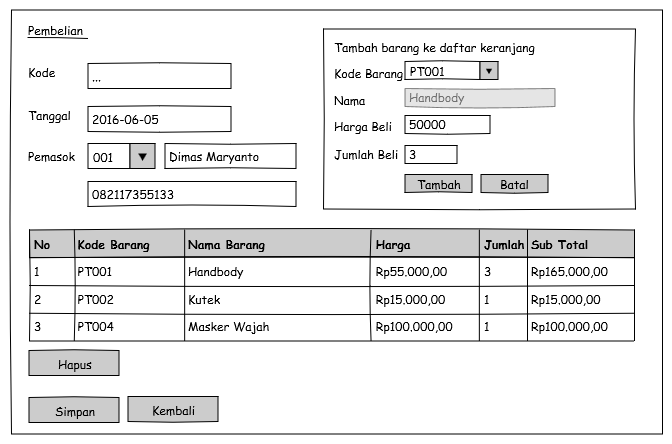 Pembelian
Kode
...
Tanggal
2016-06-05
Pemasok 001 Dimas Maryanto
082117355133
Tambah barang ke daftar keranjang
Kode Barang PT001
Nama Handbody
Harga Beli 50000
Jumlah Beli 3
Tambah Batal
No Kode Barang Nama Barang Harga Jumlah Sub Total
1 PT001 Handbody Rp55.000,00 3 Rp165.000,00
2 PT002 Kutek Rp15.000,00 1 Rp15.000,00
3 PT004 Masker Wajah Rp100.000,00 1 Rp100.000,00
Hapus
Simpan Kembali